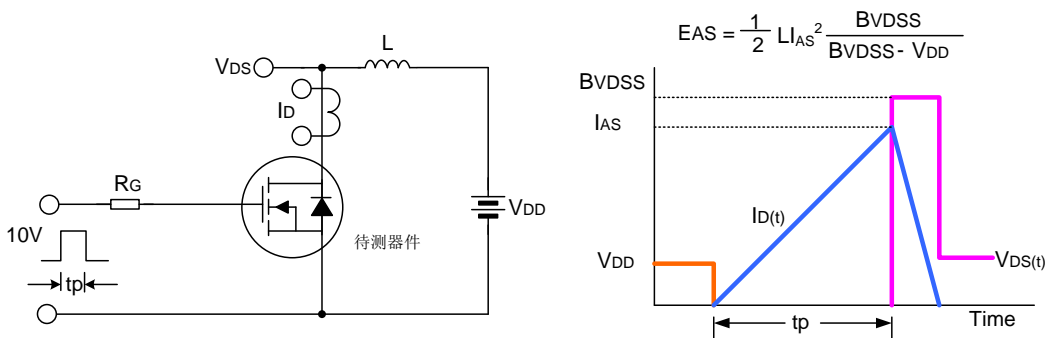 VDS
L
ID
RG
10V
tp
待测器件
VDD
EAS = 1/2 LIAS² BVDSS / (BVDSS - VDD)
BVDSS
IAS
ID(t)
VDD
VDS(t)
tp
Time